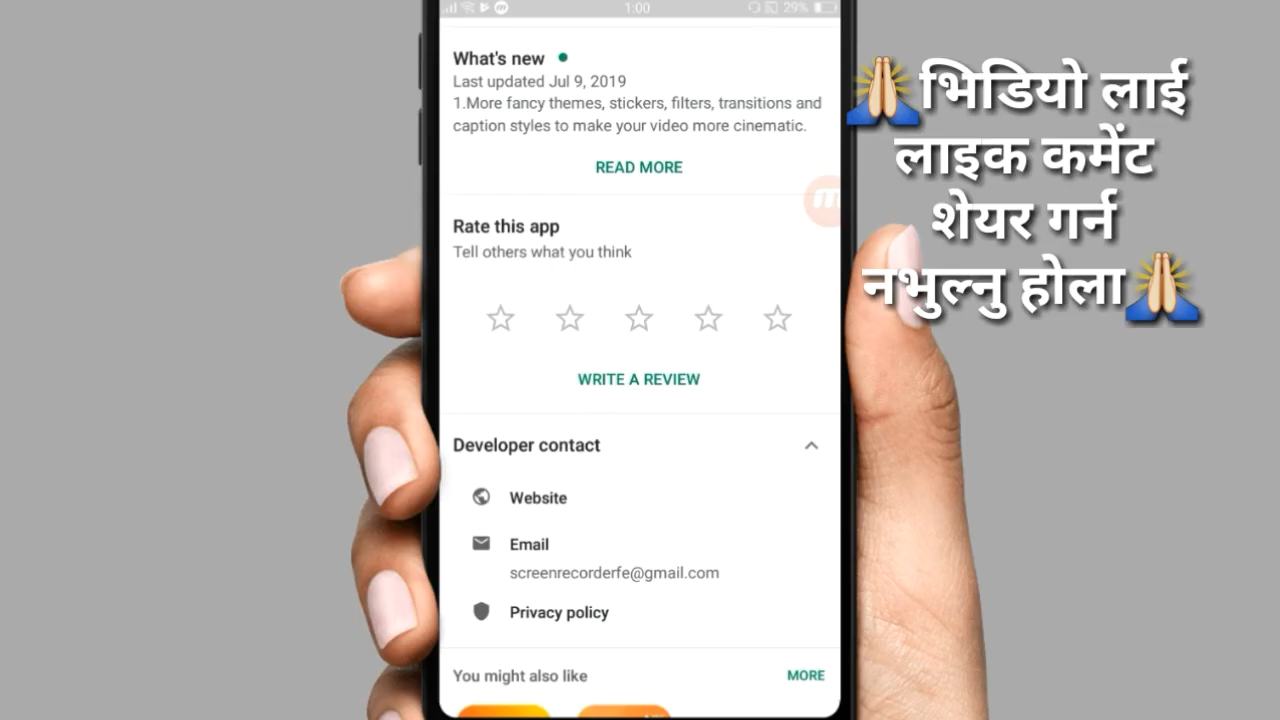 1:00
29%
What's new
Last updated Jul 9, 2019
1.More fancy themes, stickers, filters, transitions and
caption styles to make your video more cinematic.
READ MORE
Rate this app
Tell others what you think
WRITE A REVIEW
Developer contact
Website
Email
screenrecorderfe@gmail.com
Privacy policy
You might also like
MORE
🙏भिडियो लाई
लाइक कमेंट
शेयर गर्न
नभुल्नु होला🙏